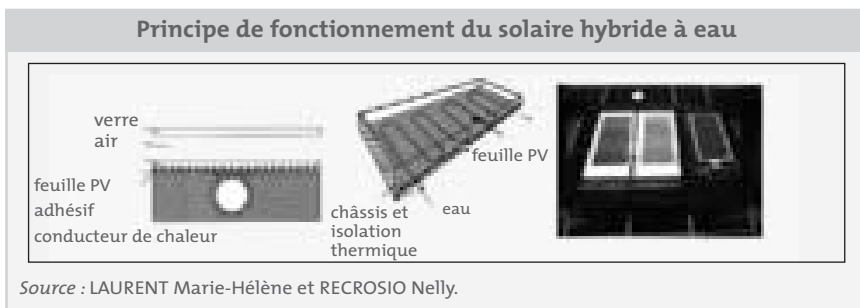 Principe de fonctionnement du solaire hybride à eau
verre
air
feuille PV
adhésif
conducteur de chaleur
feuille PV
eau
châssis et
isolation
thermique
Source : LAURENT Marie-Hélène et RECROSIO Nelly.